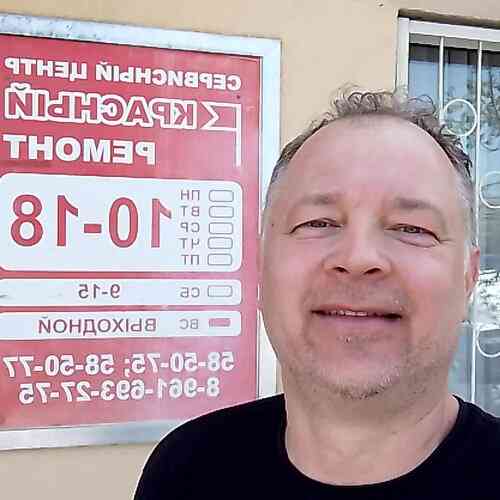 СЕРВИСНЫЙ ЦЕНТР
КРАСНЫЙ
РЕМОНТ
ПН
ВТ
СР
ЧТ
ПТ
10-18
СБ 9-15
ВС ВЫХОДНОЙ
58-50-75; 58-50-77
8-961-693-27-75